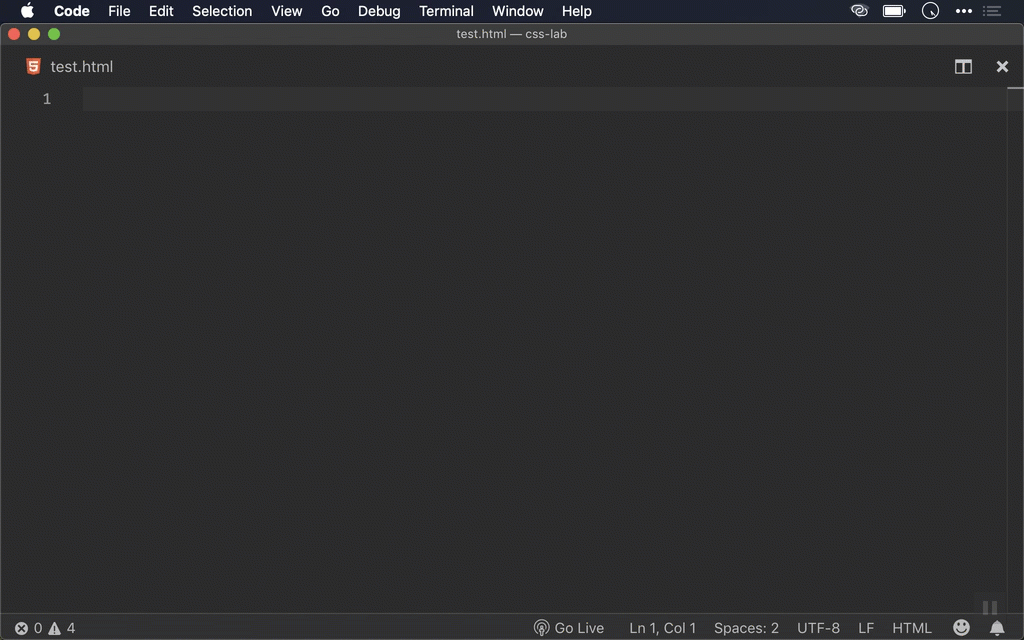 Code File Edit Selection View Go Debug Terminal Window Help
test.html — css-lab
test.html
1
0 4 Go Live Ln 1, Col 1 Spaces: 2 UTF-8 LF HTML